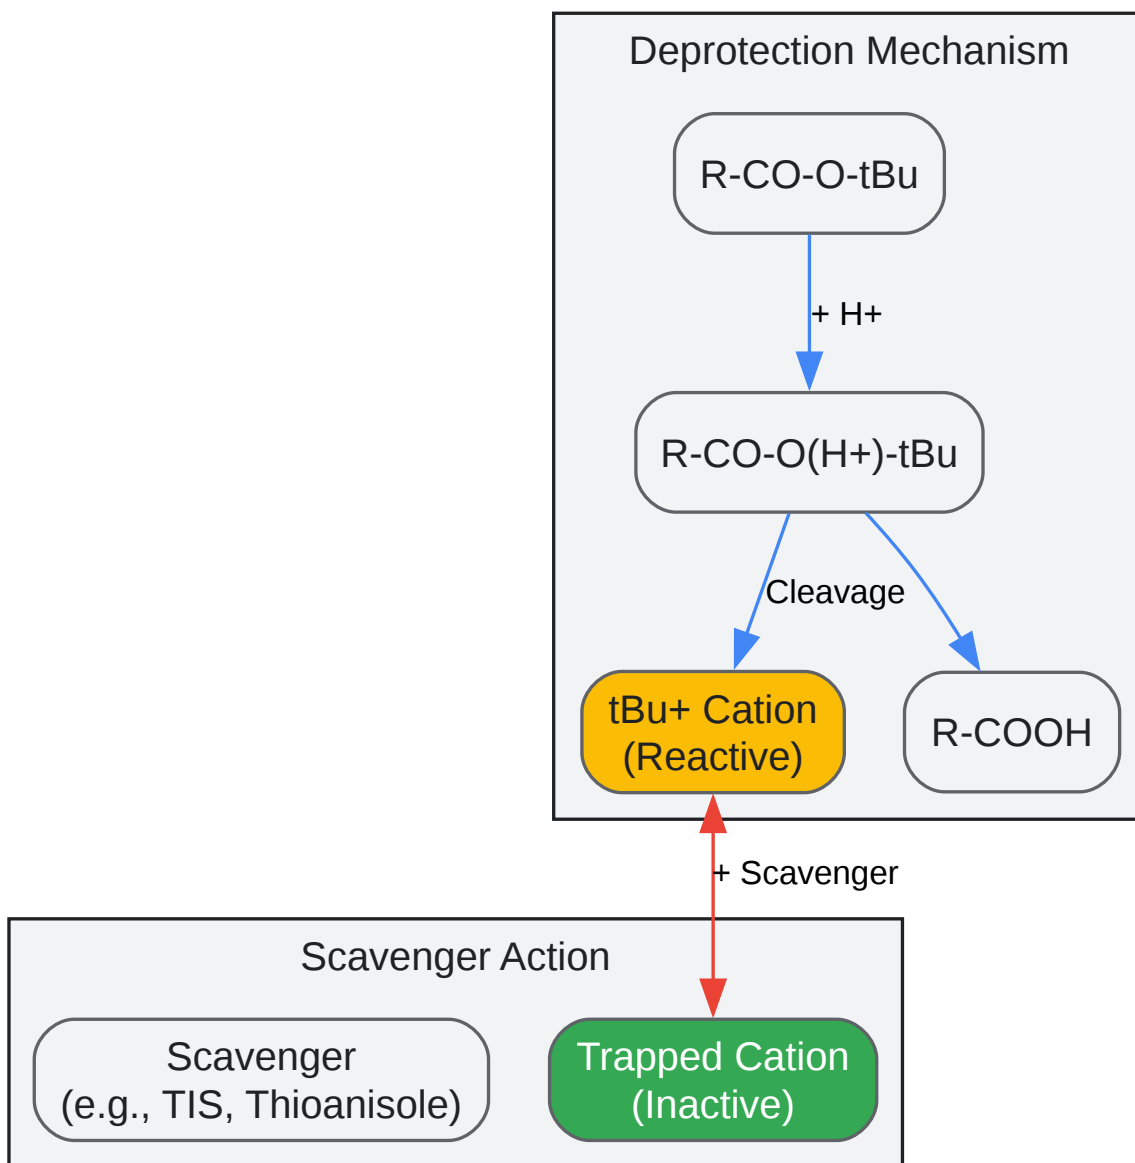 Deprotection Mechanism
R-CO-O-tBu
+ H+
R-CO-O(H+)-tBu
Cleavage
tBu+ Cation
(Reactive)
R-COOH
+ Scavenger
Scavenger Action
Scavenger
(e.g., TIS, Thioanisole)
Trapped Cation
(Inactive)